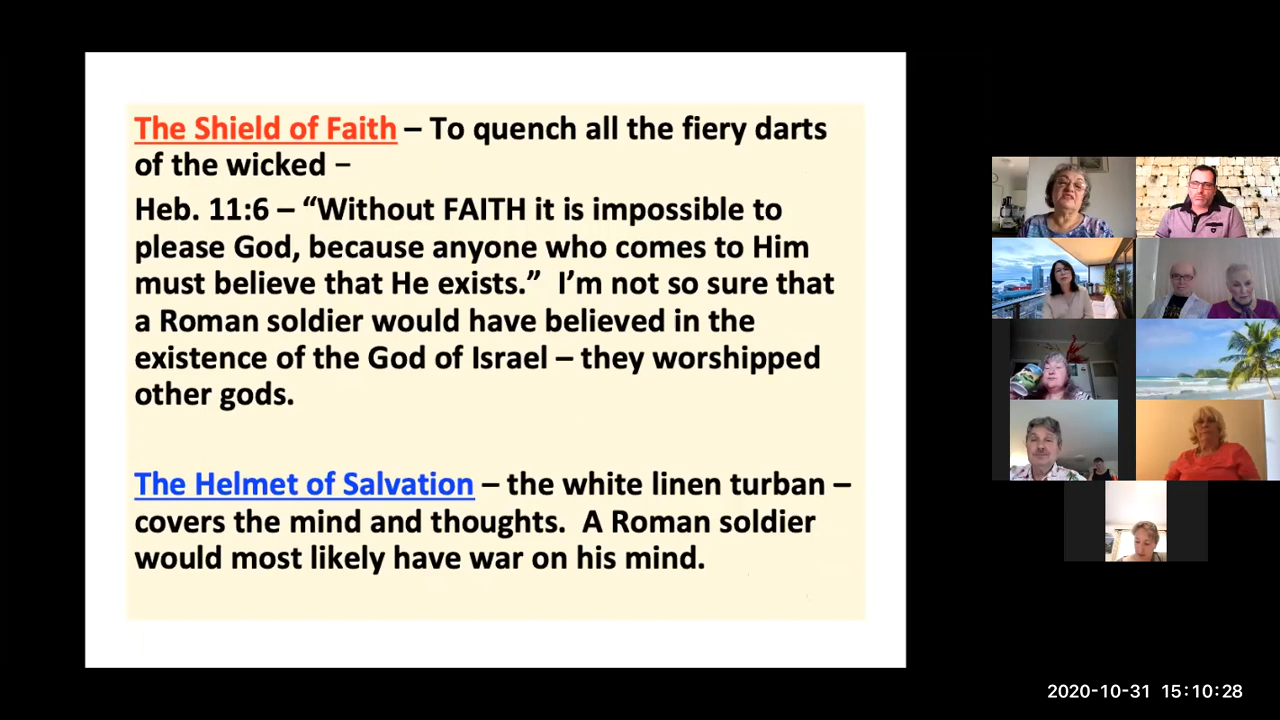 The Shield of Faith – To quench all the fiery darts
of the wicked –
Heb. 11:6 – “Without FAITH it is impossible to
please God, because anyone who comes to Him
must believe that He exists.”  I’m not so sure that
a Roman soldier would have believed in the
existence of the God of Israel – they worshipped
other gods.
The Helmet of Salvation – the white linen turban –
covers the mind and thoughts.  A Roman soldier
would most likely have war on his mind.
2020-10-31 15:10:28